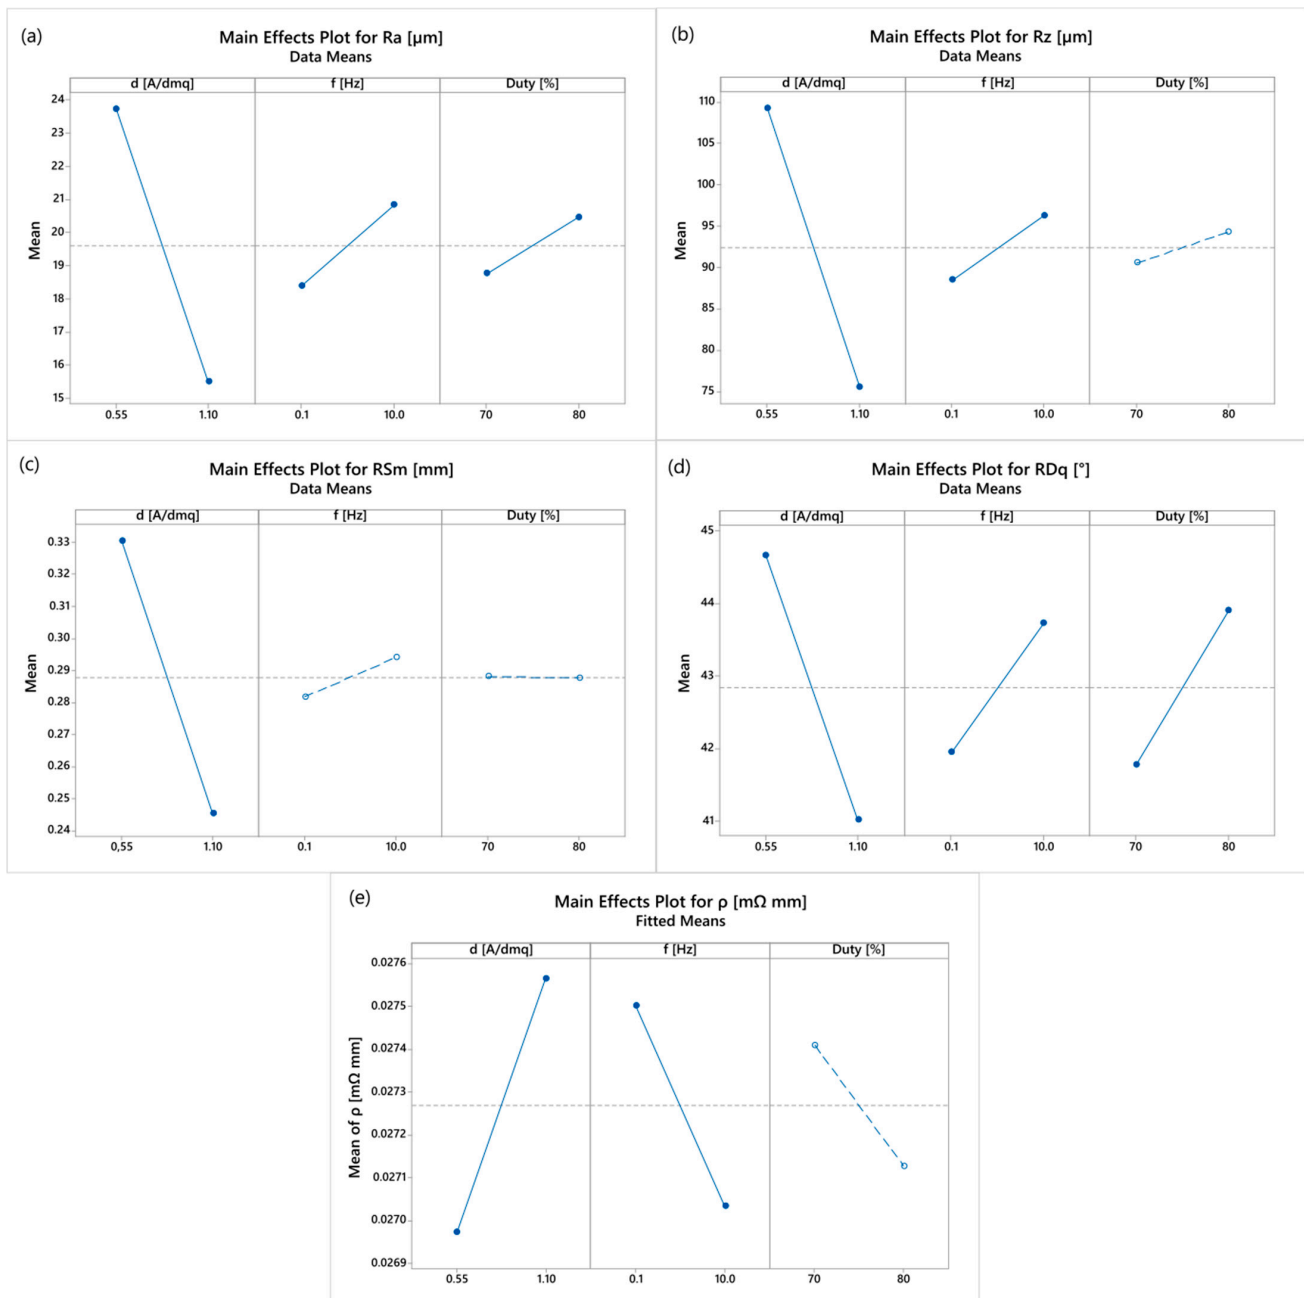 (a)
Main Effects Plot for Ra [µm]
Data Means
d [A/dmq] f [Hz] Duty [%]
24
23
22
21
20
19
18
17
16
15
Mean
0.55 1.10 0.1 10.0 70 80
(b)
Main Effects Plot for Rz [µm]
Data Means
d [A/dmq] f [Hz] Duty [%]
110
105
100
95
90
85
80
75
Mean
0.55 1.10 0.1 10.0 70 80
(c)
Main Effects Plot for RSm [mm]
Data Means
d [A/dmq] f [Hz] Duty [%]
0.33
0.32
0.31
0.30
0.29
0.28
0.27
0.26
0.25
0.24
Mean
0,55 1.10 0.1 10.0 70 80
(d)
Main Effects Plot for RDq [°]
Data Means
d [A/dmq] f [Hz] Duty [%]
45
44
43
42
41
Mean
0.55 1.10 0.1 10.0 70 80
(e)
Main Effects Plot for ρ [mΩ mm]
Fitted Means
d [A/dmq] f [Hz] Duty [%]
0.0276
0.0275
0.0274
0.0273
0.0272
0.0271
0.0270
0.0269
Mean of ρ [mΩ mm]
0.55 1.10 0.1 10.0 70 80